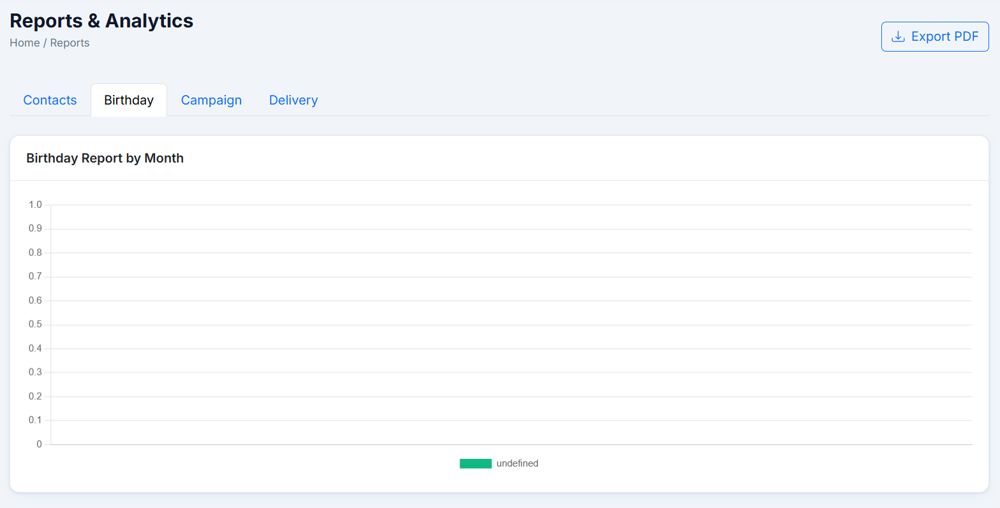 Reports & Analytics
Home / Reports
Export PDF
Contacts
Birthday
Campaign
Delivery
Birthday Report by Month
1.0
0.9
0.8
0.7
0.6
0.5
0.4
0.3
0.2
0.1
0
undefined